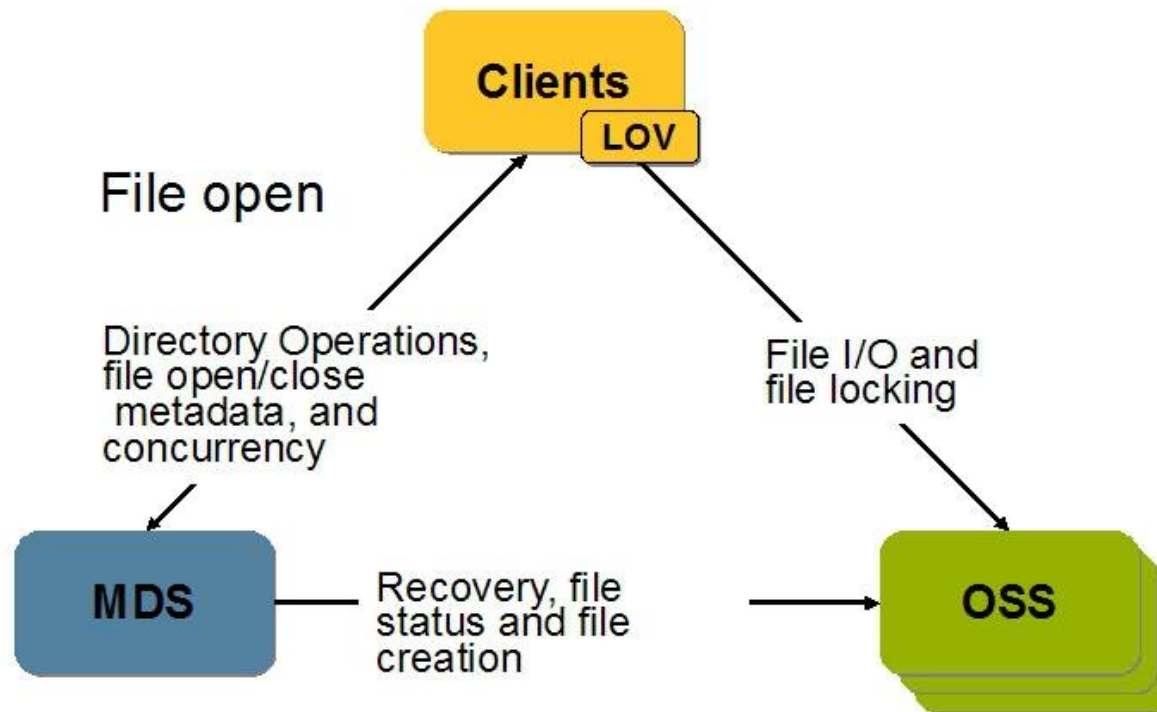 Clients
LOV
File open
Directory Operations,
file open/close
metadata, and
concurrency
File I/O and
file locking
MDS
Recovery, file
status and file
creation
OSS